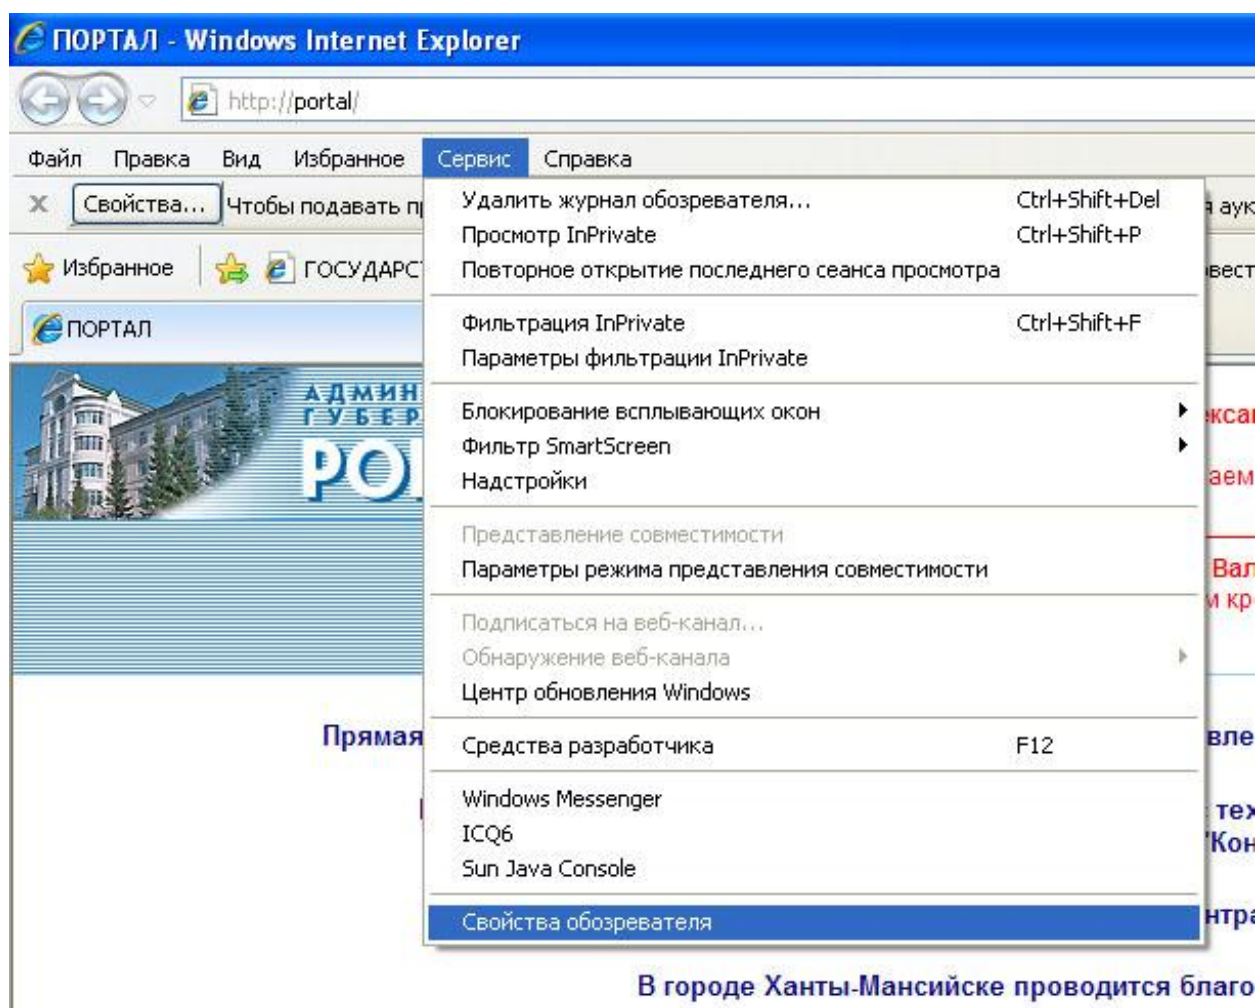 ПОРТАЛ - Windows Internet Explorer
http://portal/
Файл Правка Вид Избранное Сервис Справка
Свойства... Чтобы подавать
Избранное
ПОРТАЛ
Удалить журнал обозревателя... Ctrl+Shift+Del
Просмотр InPrivate Ctrl+Shift+P
Повторное открытие последнего сеанса просмотра
Фильтрация InPrivate Ctrl+Shift+F
Параметры фильтрации InPrivate
Блокирование всплывающих окон
Фильтр SmartScreen
Надстройки
Представление совместимости
Параметры режима представления совместимости
Подписаться на веб-канал...
Обнаружение веб-канала
Центр обновления Windows
Средства разработчика F12
Windows Messenger
ICQ6
Sun Java Console
Свойства обозревателя
Прямая
В городе Ханты-Мансийске проводится